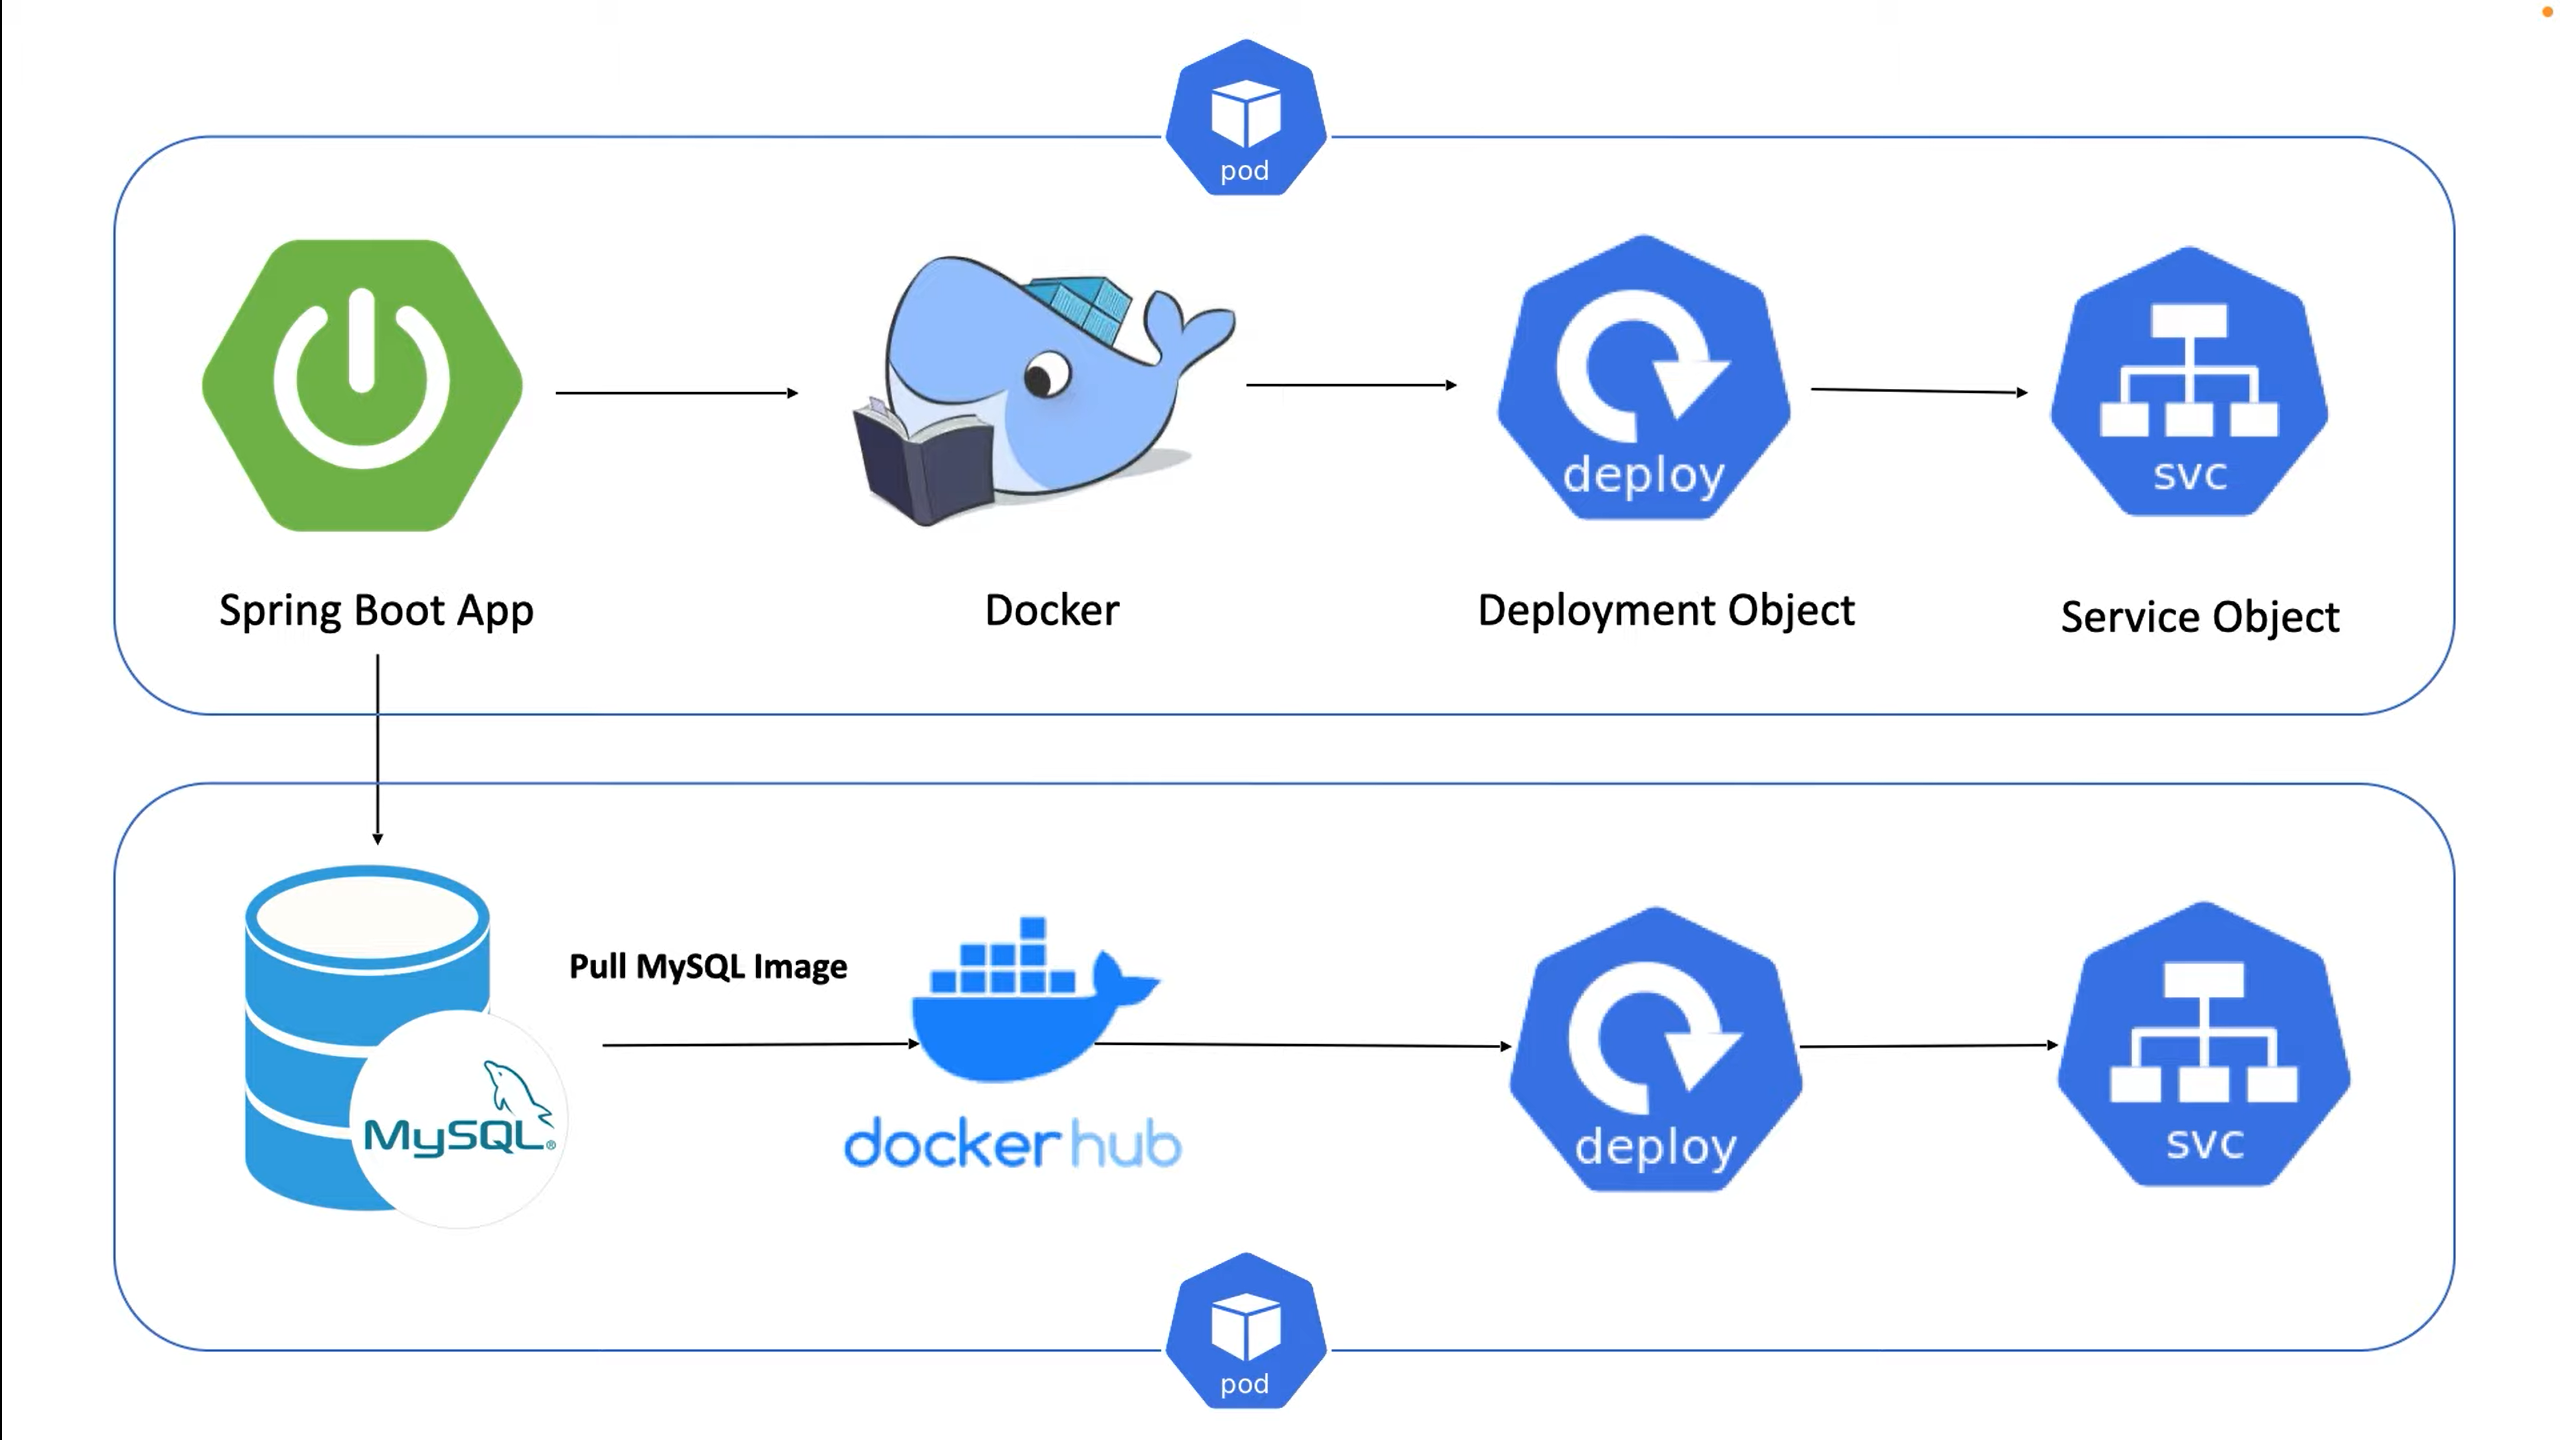 pod
deploy
svc
Spring Boot App
Docker
Deployment Object
Service Object
Pull MySQL Image
MySQL®
dockerhub
deploy
svc
pod